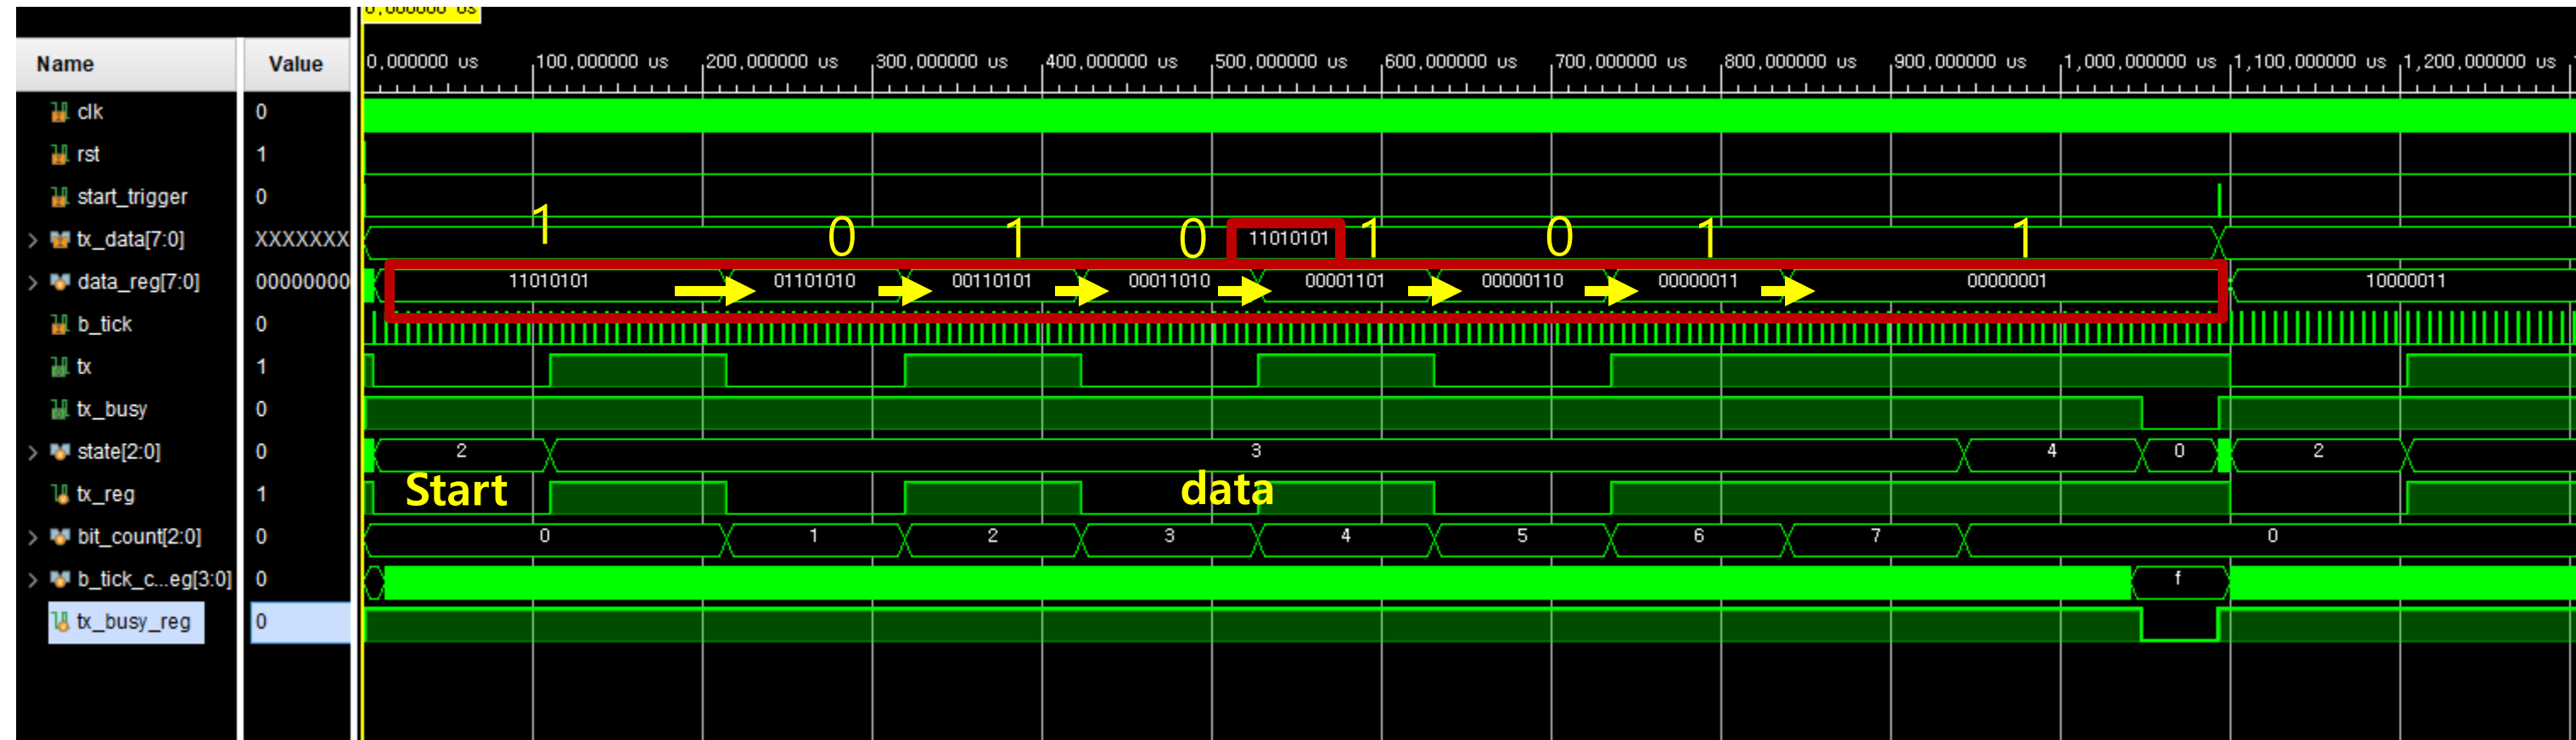 0,000000 us
Name Value 0,000000 us 100,000000 us 200,000000 us 300,000000 us 400,000000 us 500,000000 us 600,000000 us 700,000000 us 800,000000 us 900,000000 us 1,000,000000 us 1,100,000000 us 1,200,000000 us
clk 0
rst 1
start_trigger 0
1 0 1 0 1 0 1 1
tx_data[7:0] XXXXXXX 11010101
data_reg[7:0] 00000000 11010101 01101010 00110101 00011010 00001101 00000110 00000011 00000001 10000011
b_tick 0
tx 1
tx_busy 0
state[2:0] 0 2 3 4 0 2
tx_reg 1 Start data
bit_count[2:0] 0 0 1 2 3 4 5 6 7 0
b_tick_c...eg[3:0] 0 f
tx_busy_reg 0